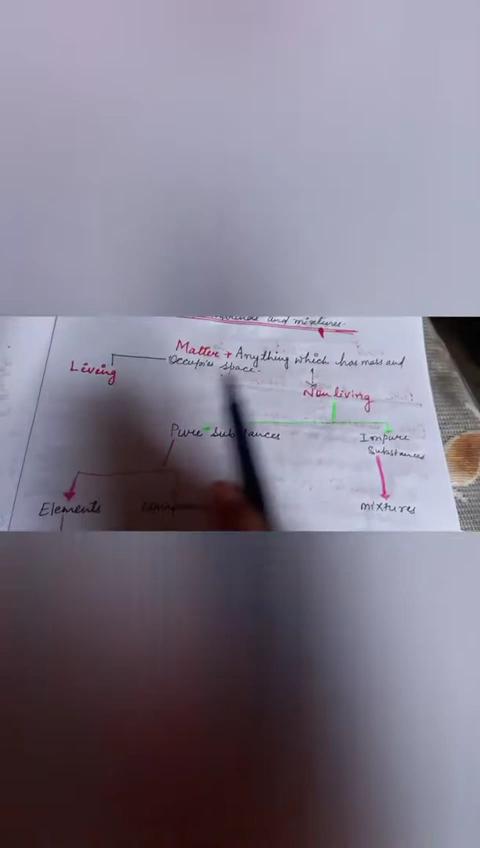 and mixtures.
Matter → Anything which has mass and
Occupies space.
Living
Non living
Pure Substances
Impure
Substances
Elements
mixtures